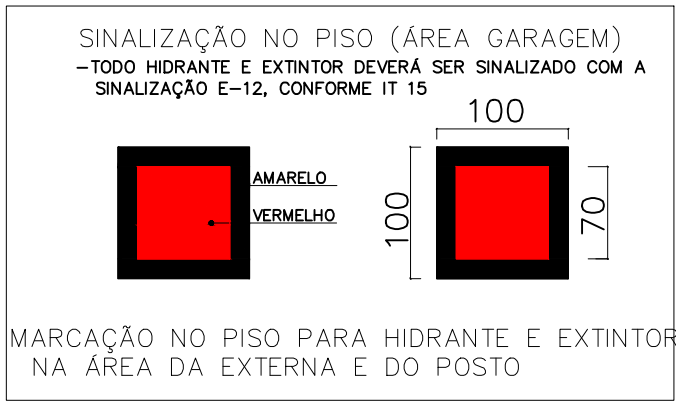 SINALIZAÇÃO NO PISO (ÁREA GARAGEM)
-TODO HIDRANTE E EXTINTOR DEVERÁ SER SINALIZADO COM A
SINALIZAÇÃO E-12, CONFORME IT 15
100
AMARELO
VERMELHO
100
70
MARCAÇÃO NO PISO PARA HIDRANTE E EXTINTOR
NA ÁREA DA EXTERNA E DO POSTO